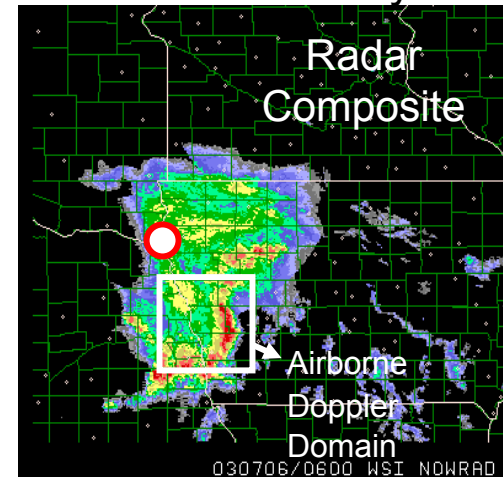 Radar
Composite
Airborne
Doppler
Domain
030706/0600 WSI NOWRAD